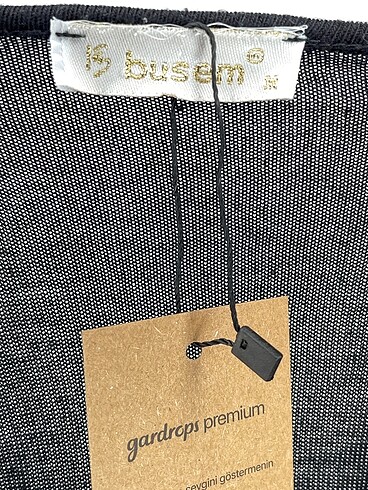 busem®
gardrops premium
sevgini göstermenin